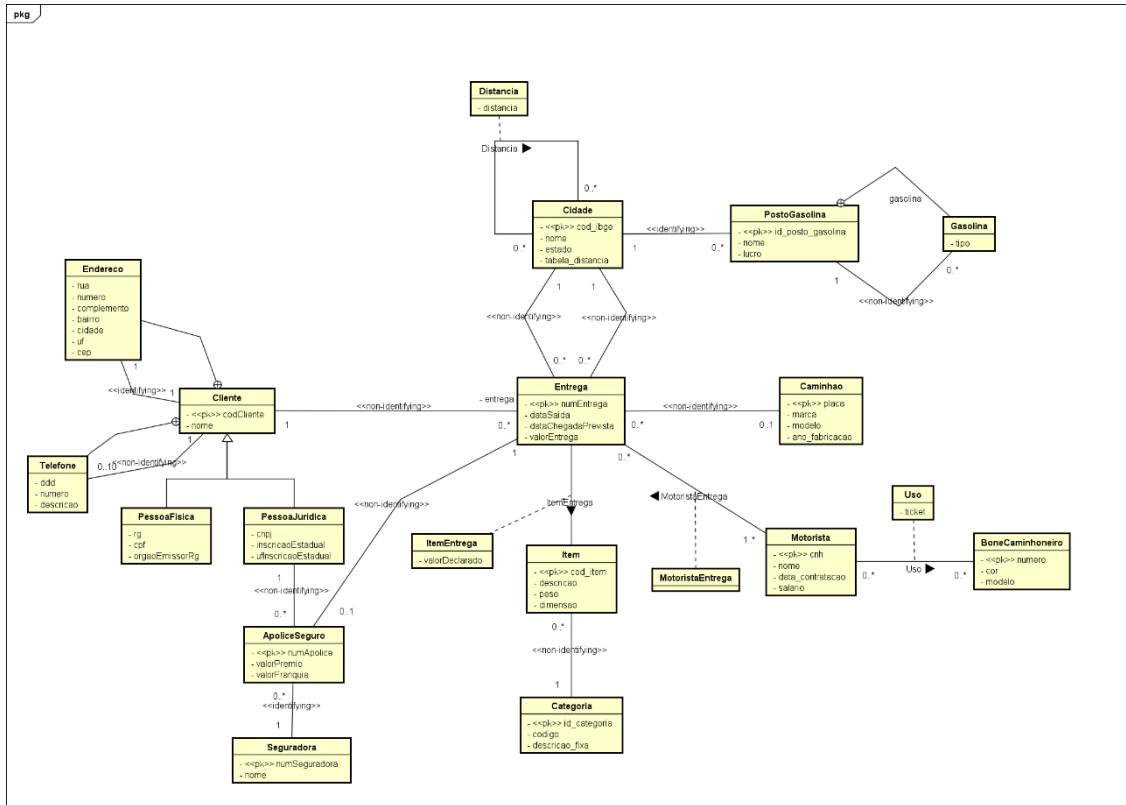 pkg
Distancia
- distancia
Distancia
0..*
0..*
Cidade
- <<pk>> cod_ibge
- nome
- estado
- tabela_distancia
<<identifying>>
1
0..*
PostoGasolina
- <<pk>> id_posto_gasolina
- nome
- lucro
gasolina
Gasolina
- tipo
1
0..*
<<non-identifying>>
Endereco
- rua
- numero
- complemento
- bairro
- cidade
- uf
- cep
1
<<identifying>>
1
1
1
<<non-identifying>>
<<non-identifying>>
0..*
0..*
Cliente
- <<pk>> codCliente
- nome
1
<<non-identifying>>
- entrega
0..*
Entrega
- <<pk>> numEntrega
- dataSaida
- dataChegadaPrevista
- valorEntrega
<<non-identifying>>
0..*
0..1
Caminhao
- <<pk>> placa
- marca
- modelo
- ano_fabricacao
1
0..10
<<non-identifying>>
Telefone
- ddd
- numero
- descricao
PessoaFisica
- rg
- cpf
- orgaoEmissorRg
PessoaJuridica
- cnpj
- inscricaoEstadual
- ufInscricaoEstadual
1
<<non-identifying>>
0..*
1
<<non-identifying>>
0..1
ItemEntrega
ItemEntrega
- valorDeclarado
Item
- <<pk>> cod_item
- descricao
- peso
- dimensao
0..*
MotoristaEntrega
1..*
MotoristaEntrega
Motorista
- <<pk>> cnh
- nome
- data_contratacao
- salario
Uso
- ticket
0..*
Uso
0..*
BoneCaminhoneiro
- <<pk>> numero
- cor
- modelo
ApoliceSeguro
- <<pk>> numApolice
- valorPremio
- valorFranquia
0..*
<<identifying>>
1
Seguradora
- <<pk>> numSeguradora
- nome
0..*
<<non-identifying>>
1
Categoria
- <<pk>> id_categoria
- codigo
- descricao_fixa